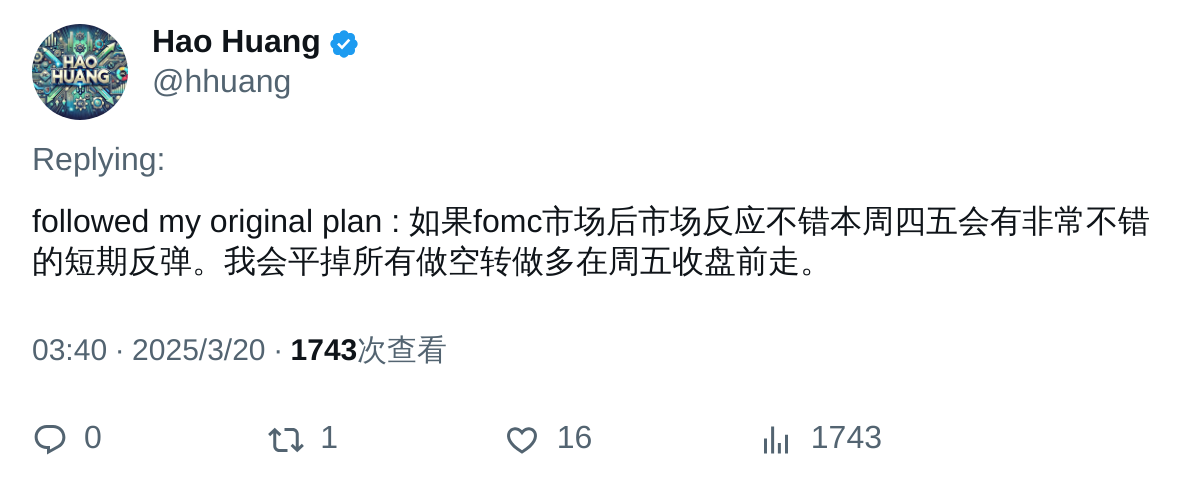 HAO
HUANG
Hao Huang
@hhuang
Replying:
followed my original plan : 如果fomc市场后市场反应不错本周四五会有非常不错
的短期反弹。我会平掉所有做空转做多在周五收盘前走。
03:40 · 2025/3/20 · 1743次查看
0 1 16 1743